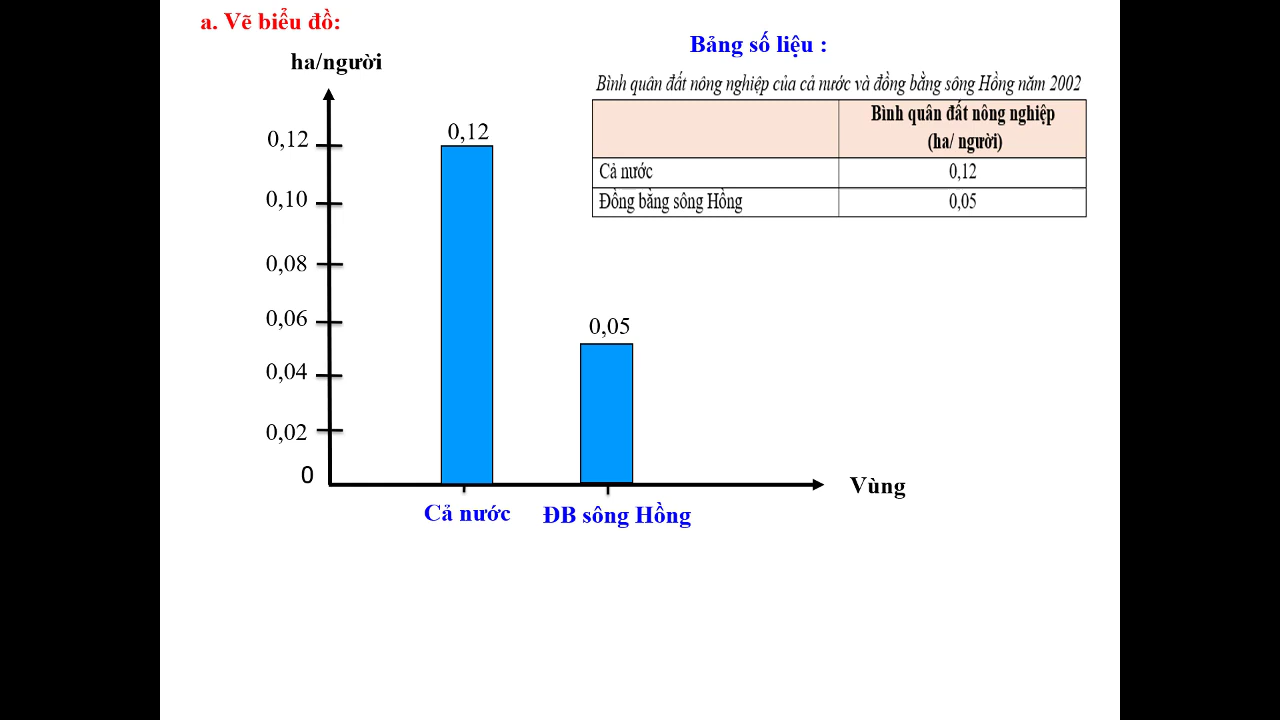 a. Vẽ biểu đồ:
Bảng số liệu :
ha/người
Bình quân đất nông nghiệp của cả nước và đồng bằng sông Hồng năm 2002
Bình quân đất nông nghiệp
(ha/ người)
Cả nước 0,12
Đồng bằng sông Hồng 0,05
0,12
0,12
0,10
0,08
0,06
0,05
0,04
0,02
0
Vùng
Cả nước ĐB sông Hồng